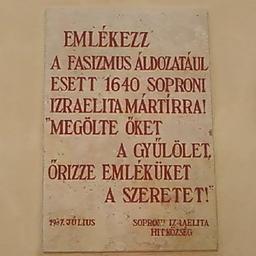 EMLÉKEZZ
A FASIZMUS ÁLDOZATÁUL
ESETT 1640 SOPRONI
IZRAELITA MÁRTÍRRA!
"MEGÖLTE ŐKET
A GYŰLÖLET,
ŐRIZZE EMLÉKÜKET
A SZERETET!"
JÚLIUS
SOPRONI IZRAELITA
HITKÖZSÉG